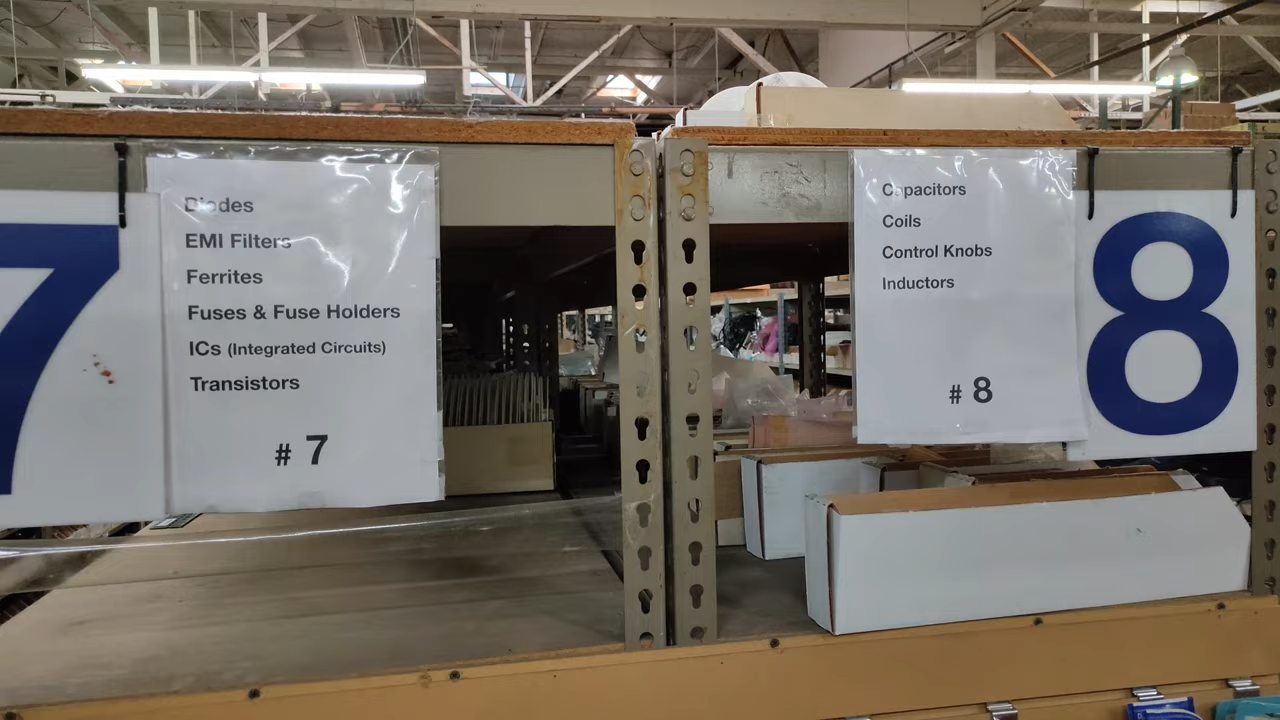 7
Diodes
EMI Filters
Ferrites
Fuses & Fuse Holders
ICs (Integrated Circuits)
Transistors
# 7
Capacitors
Coils
Control Knobs
Inductors
# 8
8